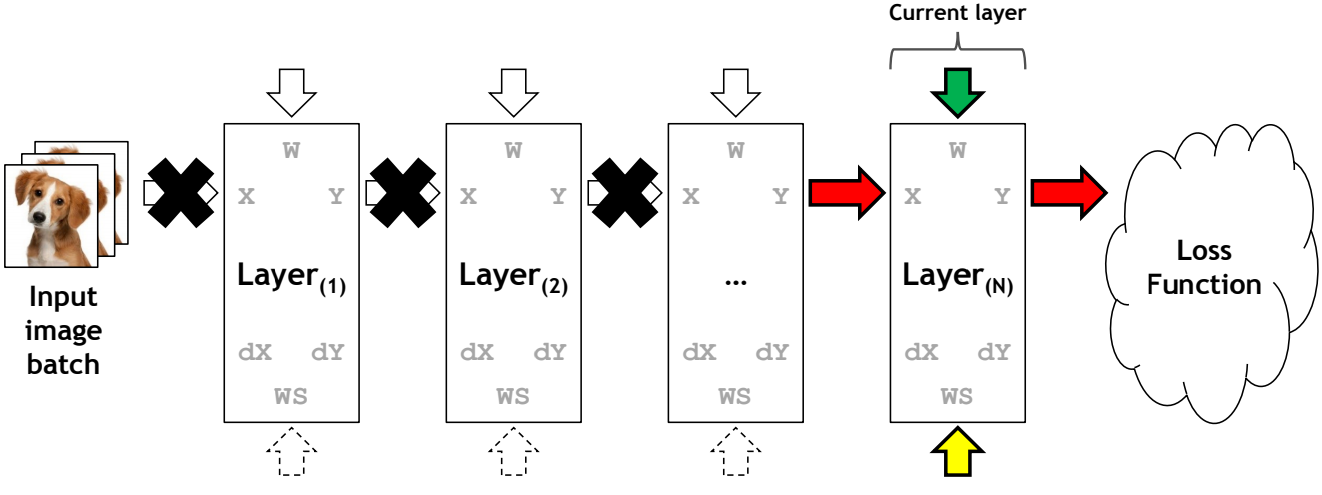 Current layer
W
W
W
W
X Y
X Y
X Y
X Y
Layer(1)
Layer(2)
...
Layer(N)
Loss
Function
Input
image
batch
dX dY
dX dY
dX dY
dX dY
WS
WS
WS
WS